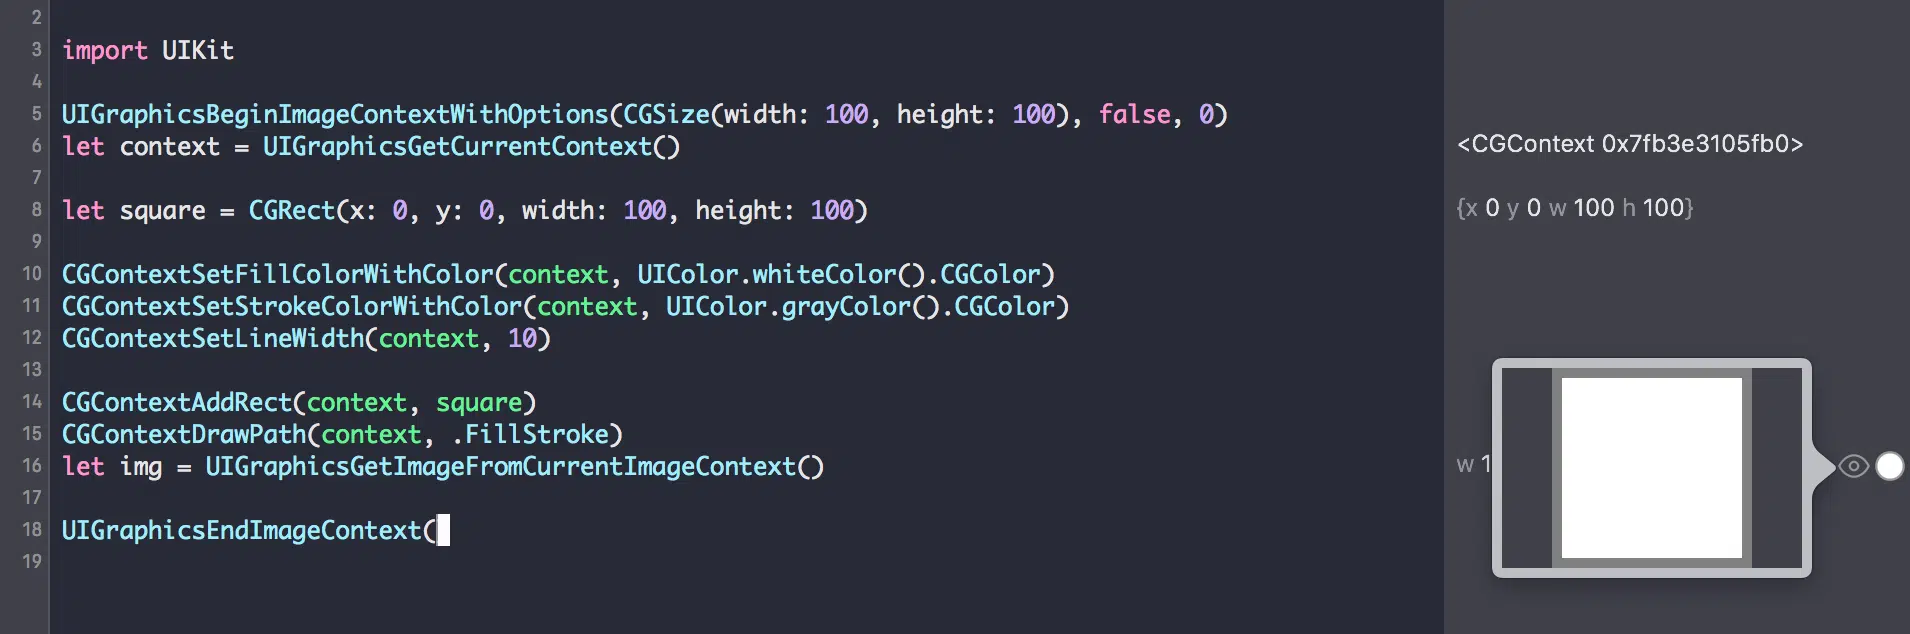 2
3 import UIKit
4
5 UIGraphicsBeginImageContextWithOptions(CGSize(width: 100, height: 100), false, 0)
6 let context = UIGraphicsGetCurrentContext()
<CGContext 0x7fb3e3105fb0>
7
8 let square = CGRect(x: 0, y: 0, width: 100, height: 100)
{x 0 y 0 w 100 h 100}
9
10 CGContextSetFillColorWithColor(context, UIColor.whiteColor().CGColor)
11 CGContextSetStrokeColorWithColor(context, UIColor.grayColor().CGColor)
12 CGContextSetLineWidth(context, 10)
13
14 CGContextAddRect(context, square)
15 CGContextDrawPath(context, .FillStroke)
16 let img = UIGraphicsGetImageFromCurrentImageContext()
w 1
17
18 UIGraphicsEndImageContext(
19